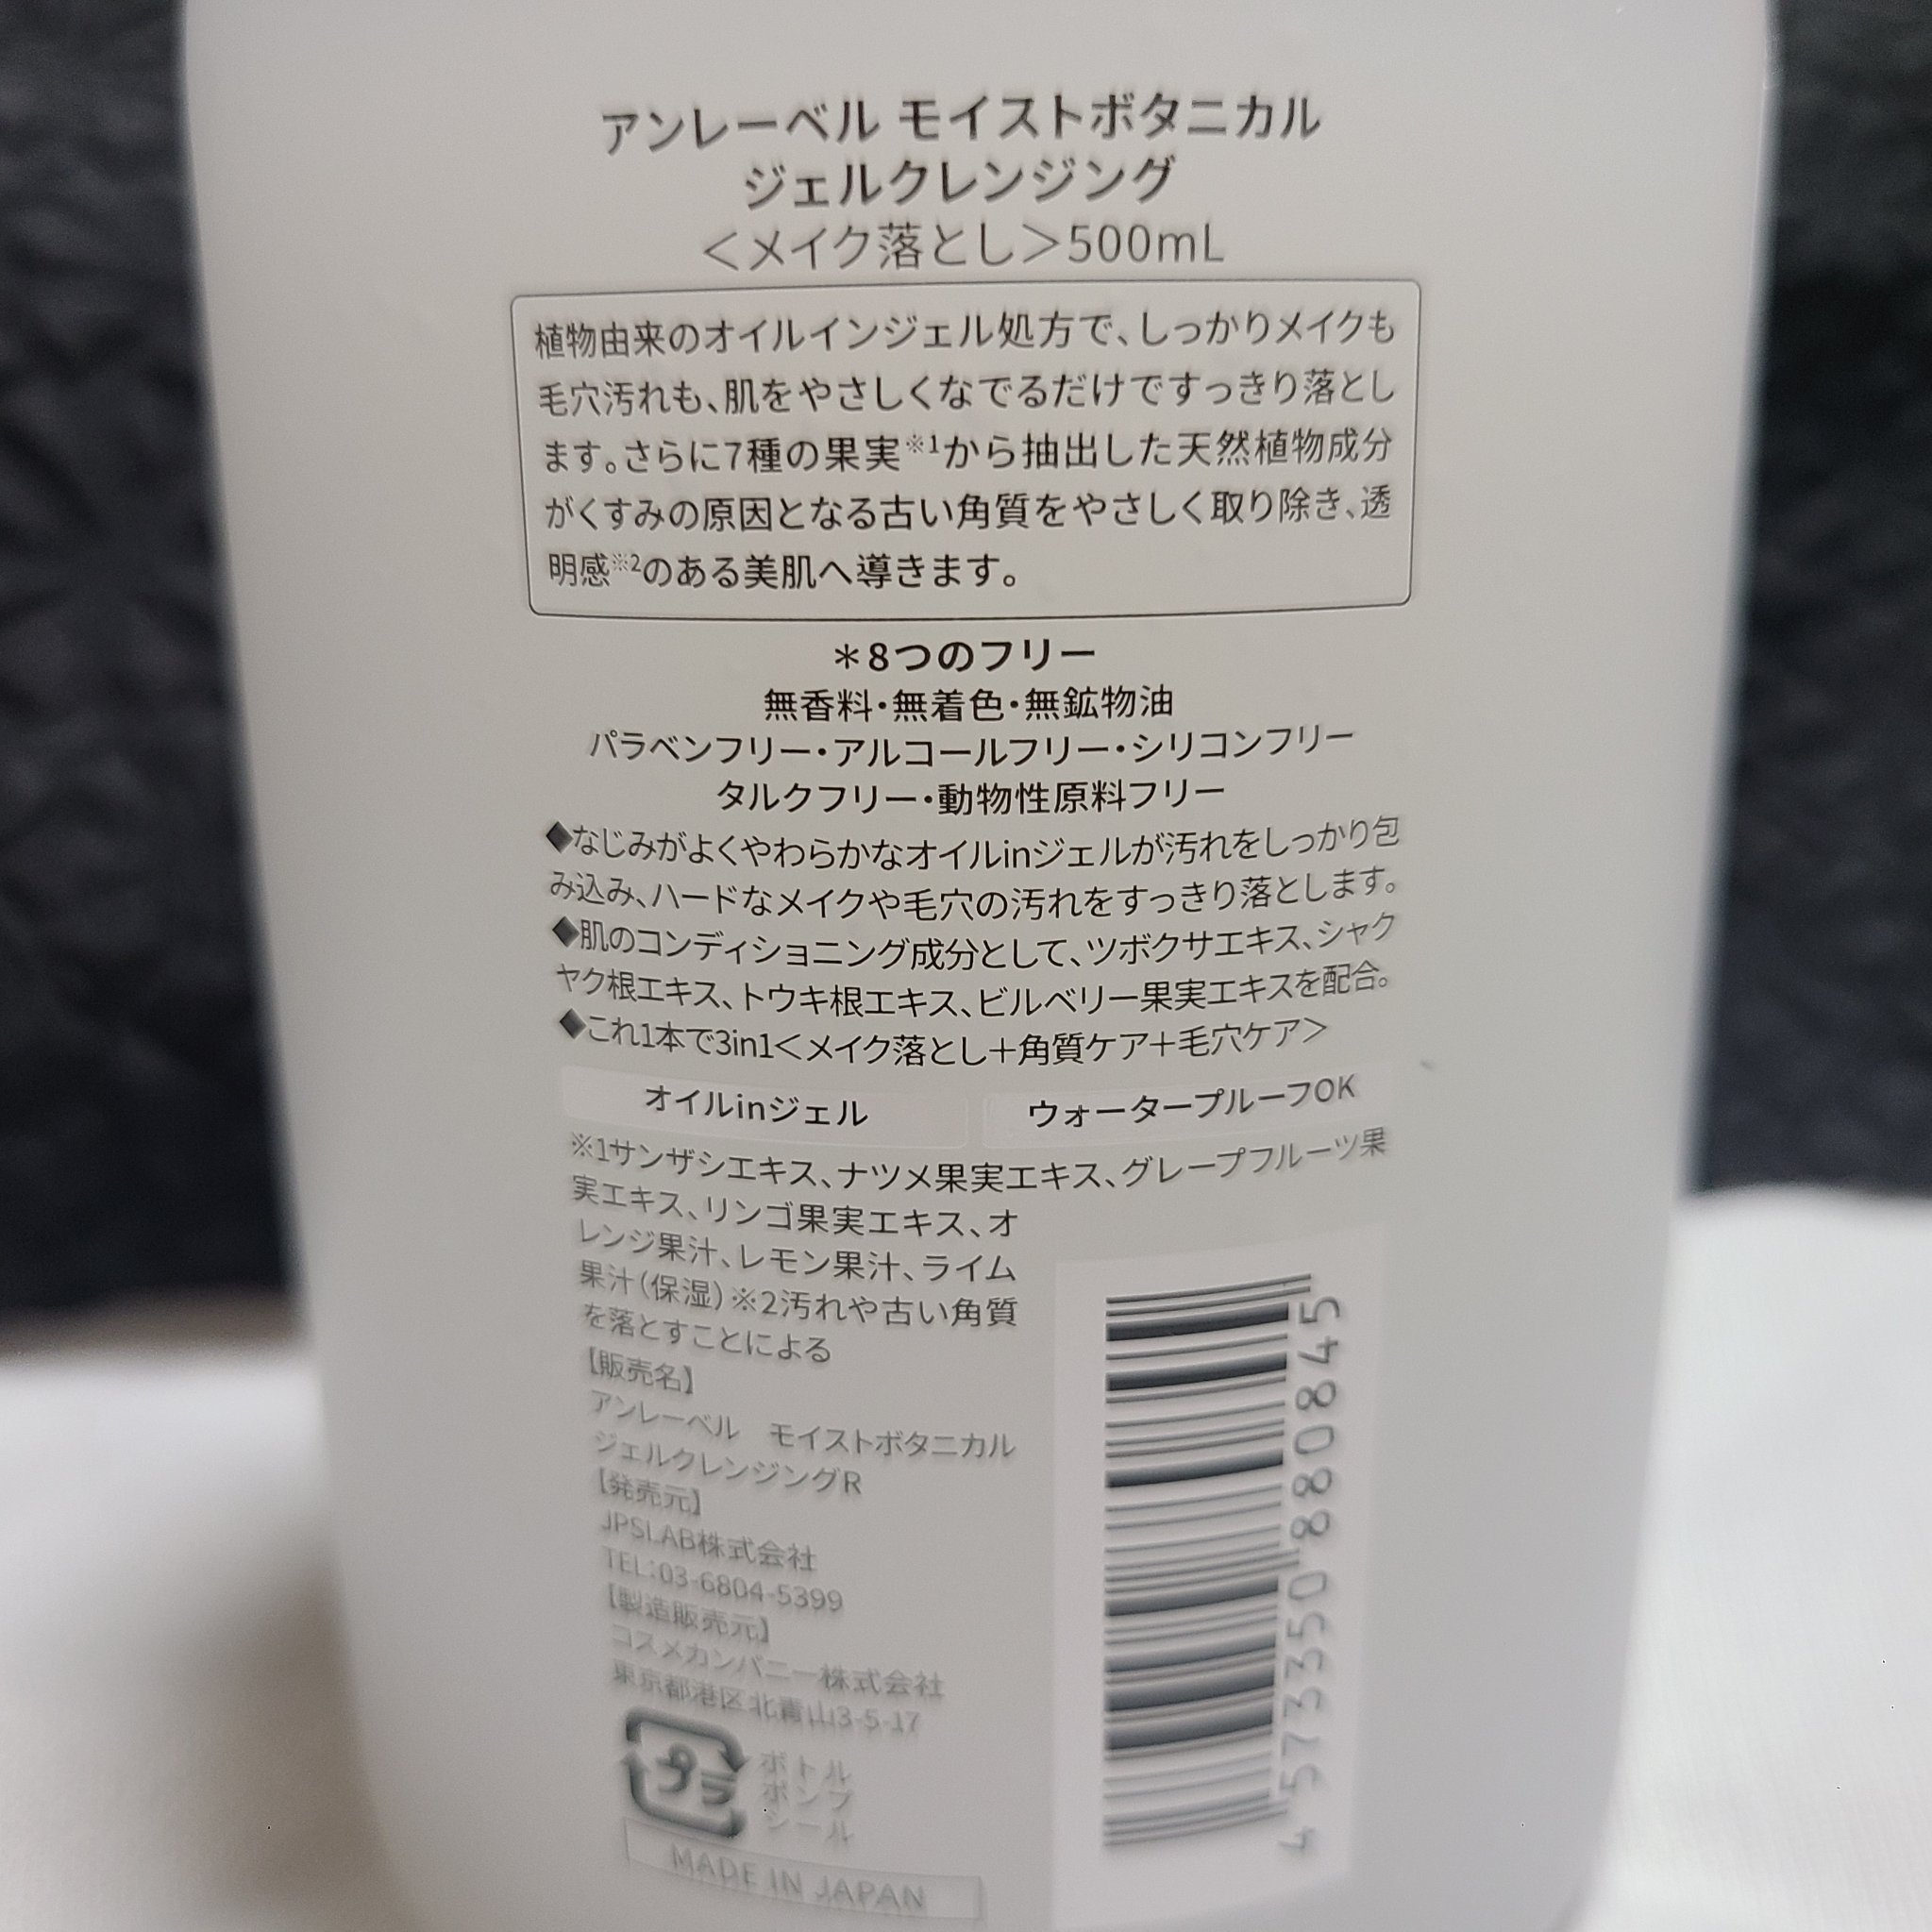 アンレーベル モイストボタニカル
ジェルクレンジング
＜メイク落とし＞500mL
植物由来のオイルインジェル処方で、しっかりメイクも
毛穴汚れも、肌をやさしくなでるだけですっきり落とし
ます。さらに7種の果実※1から抽出した天然植物成分
がくすみの原因となる古い角質をやさしく取り除き、透
明感※2のある美肌へ導きます。
＊8つのフリー
無香料・無着色・無鉱物油
パラベンフリー・アルコールフリー・シリコンフリー
タルクフリー・動物性原料フリー
◆なじみがよくやわらかなオイルinジェルが汚れをしっかり包
み込み、ハードなメイクや毛穴の汚れをすっきり落とします。
◆肌のコンディショニング成分として、ツボクサエキス、シャク
ヤク根エキス、トウキ根エキス、ビルベリー果実エキスを配合。
◆これ1本で3in1＜メイク落とし＋角質ケア＋毛穴ケア＞
オイルinジェル
ウォータープルーフOK
※1サンザシエキス、ナツメ果実エキス、グレープフルーツ果
実エキス、リンゴ果実エキス、オ
レンジ果汁、レモン果汁、ライム
果汁（保湿）※2汚れや古い角質
を落とすことによる
【販売名】
アンレーベル　モイストボタニカル
ジェルクレンジングR
【発売元】
JPSLAB株式会社
TEL：03-6804-5399
【製造販売元】
コスメカンパニー株式会社
東京都港区北青山3-5-17
プラ
ボトル
ポンプ
シール
MADE IN JAPAN
4573350880845